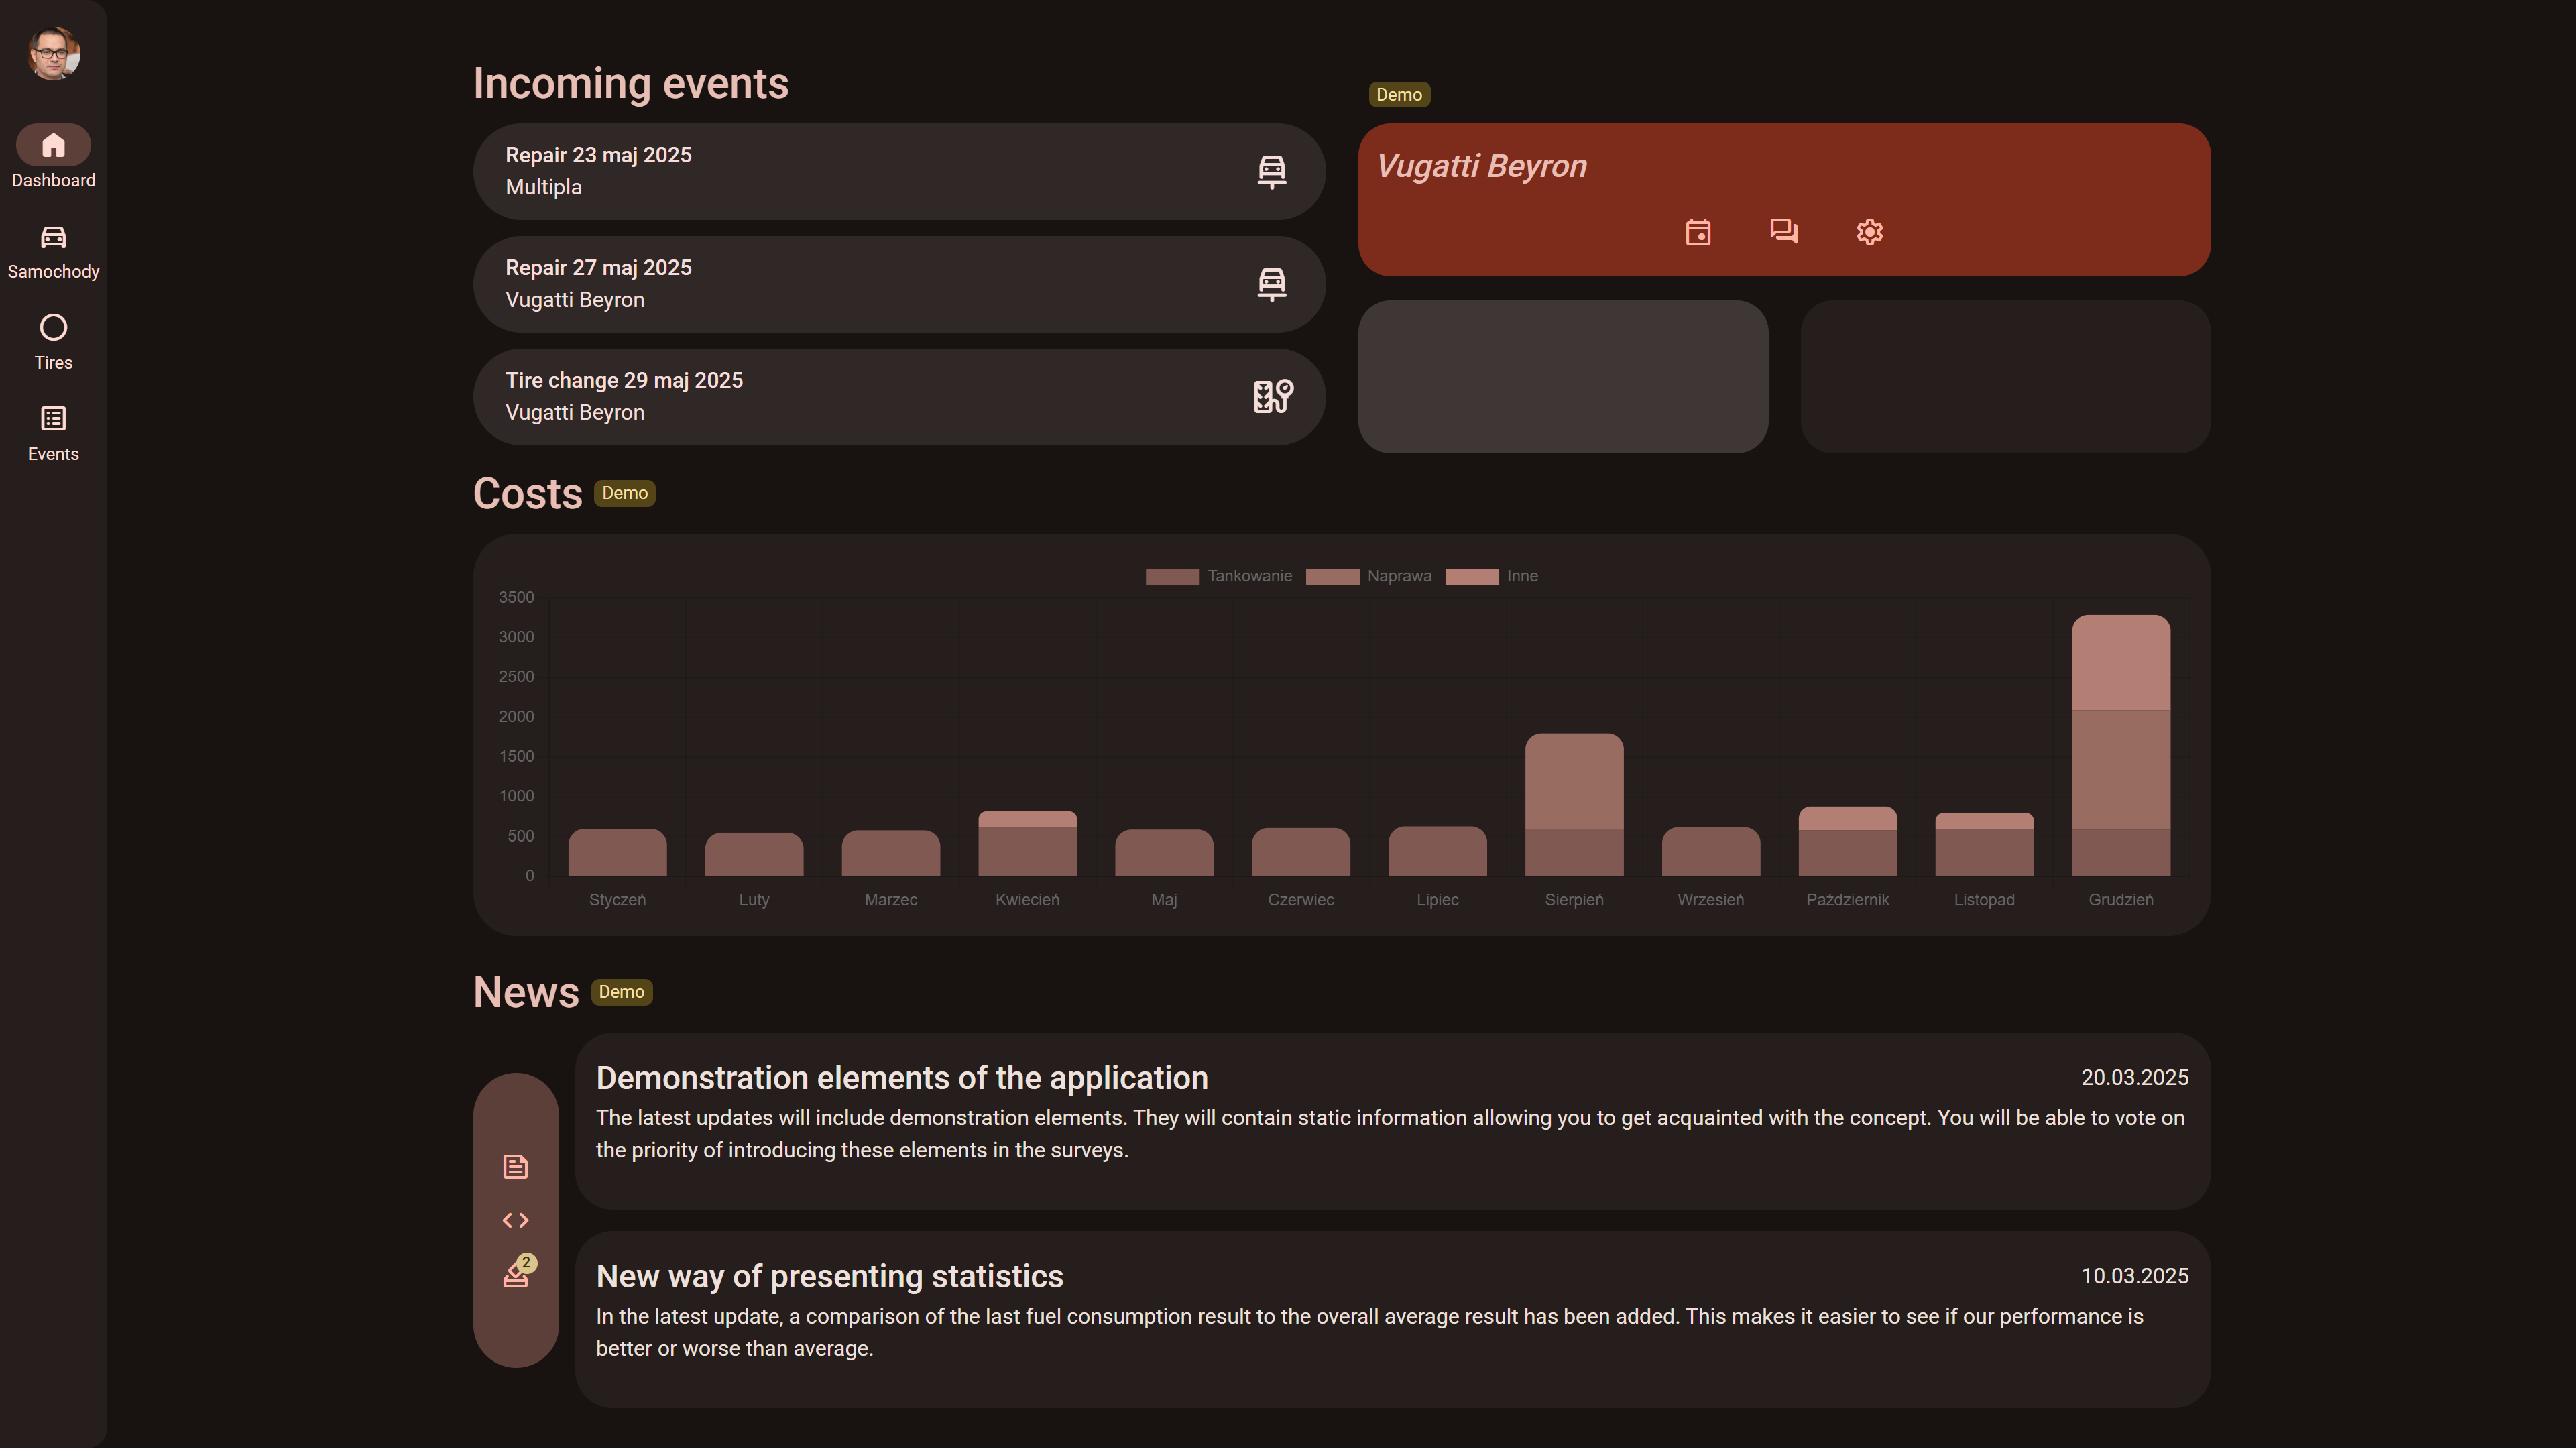 Dashboard
Samochody
Tires
Events
Incoming events
Repair 23 maj 2025
Multipla
Repair 27 maj 2025
Vugatti Beyron
Tire change 29 maj 2025
Vugatti Beyron
Demo
Vugatti Beyron
Costs Demo
Tankowanie Naprawa Inne
3500
3000
2500
2000
1500
1000
500
0
Styczeń Luty Marzec Kwiecień Maj Czerwiec Lipiec Sierpień Wrzesień Październik Listopad Grudzień
News Demo
2
Demonstration elements of the application 20.03.2025
The latest updates will include demonstration elements. They will contain static information allowing you to get acquainted with the concept. You will be able to vote on
the priority of introducing these elements in the surveys.
New way of presenting statistics 10.03.2025
In the latest update, a comparison of the last fuel consumption result to the overall average result has been added. This makes it easier to see if our performance is
better or worse than average.